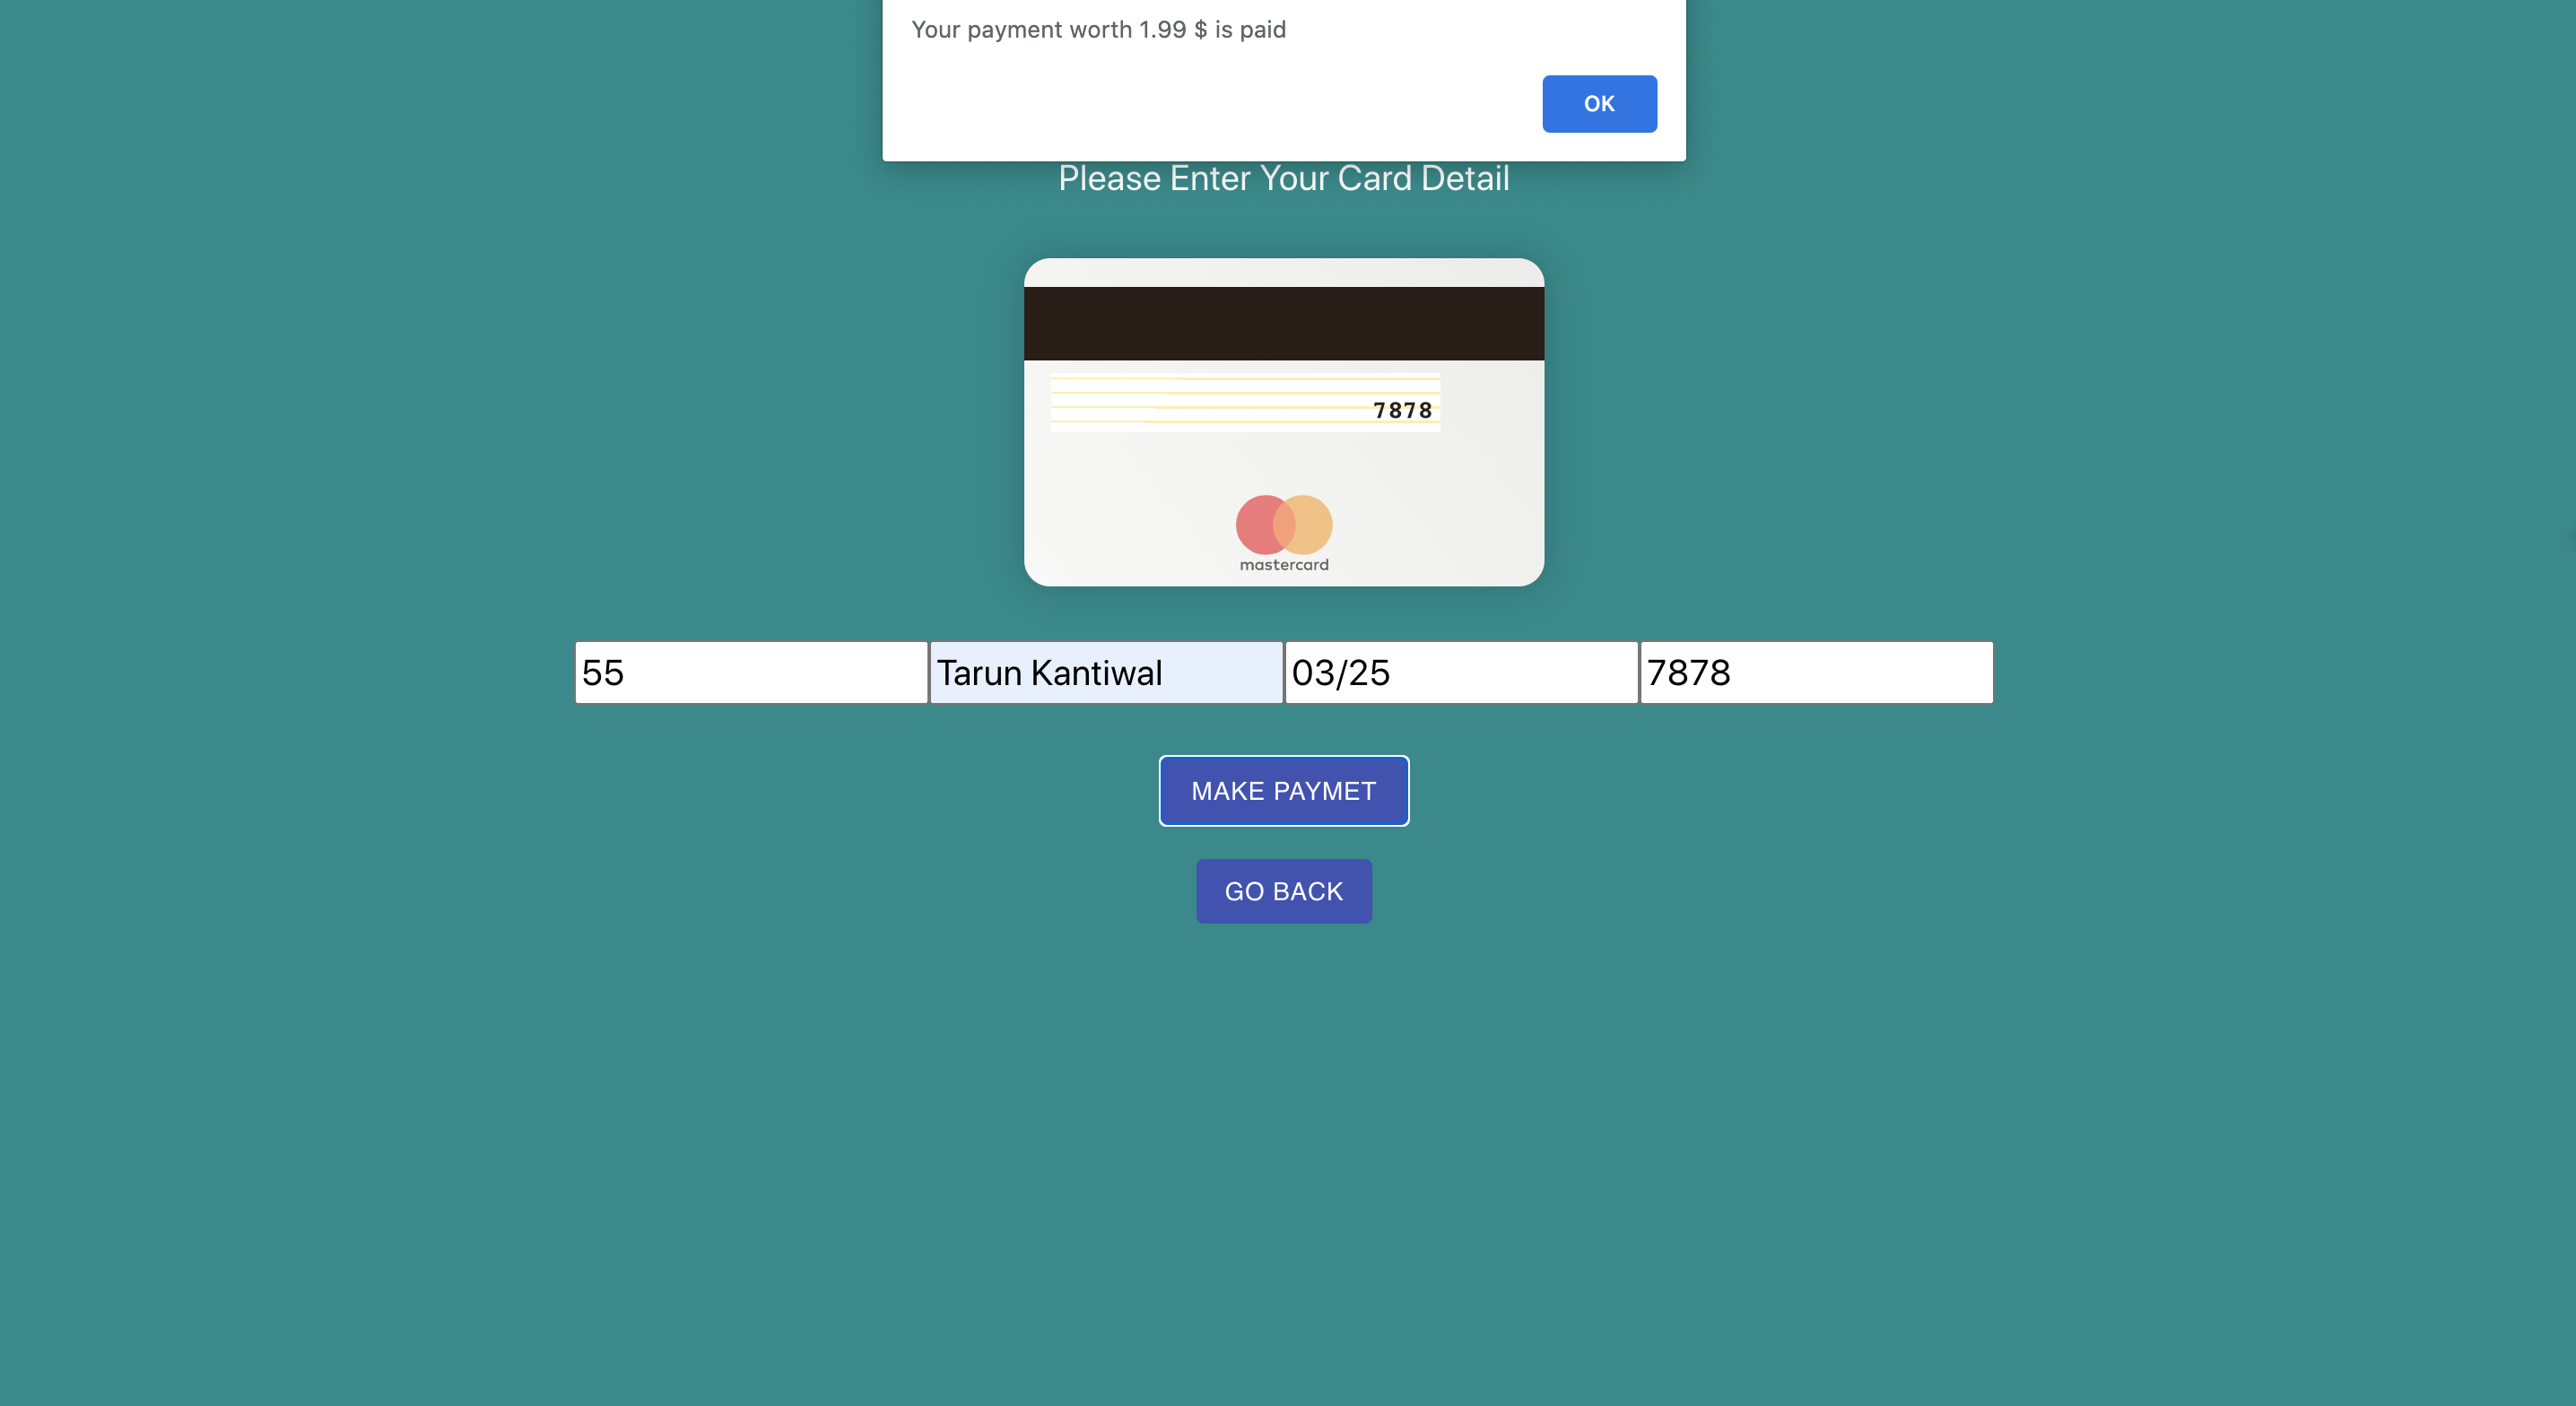 Your payment worth 1.99 $ is paid
OK
Please Enter Your Card Detail
7878
mastercard
55 Tarun Kantiwal 03/25 7878
MAKE PAYMET
GO BACK